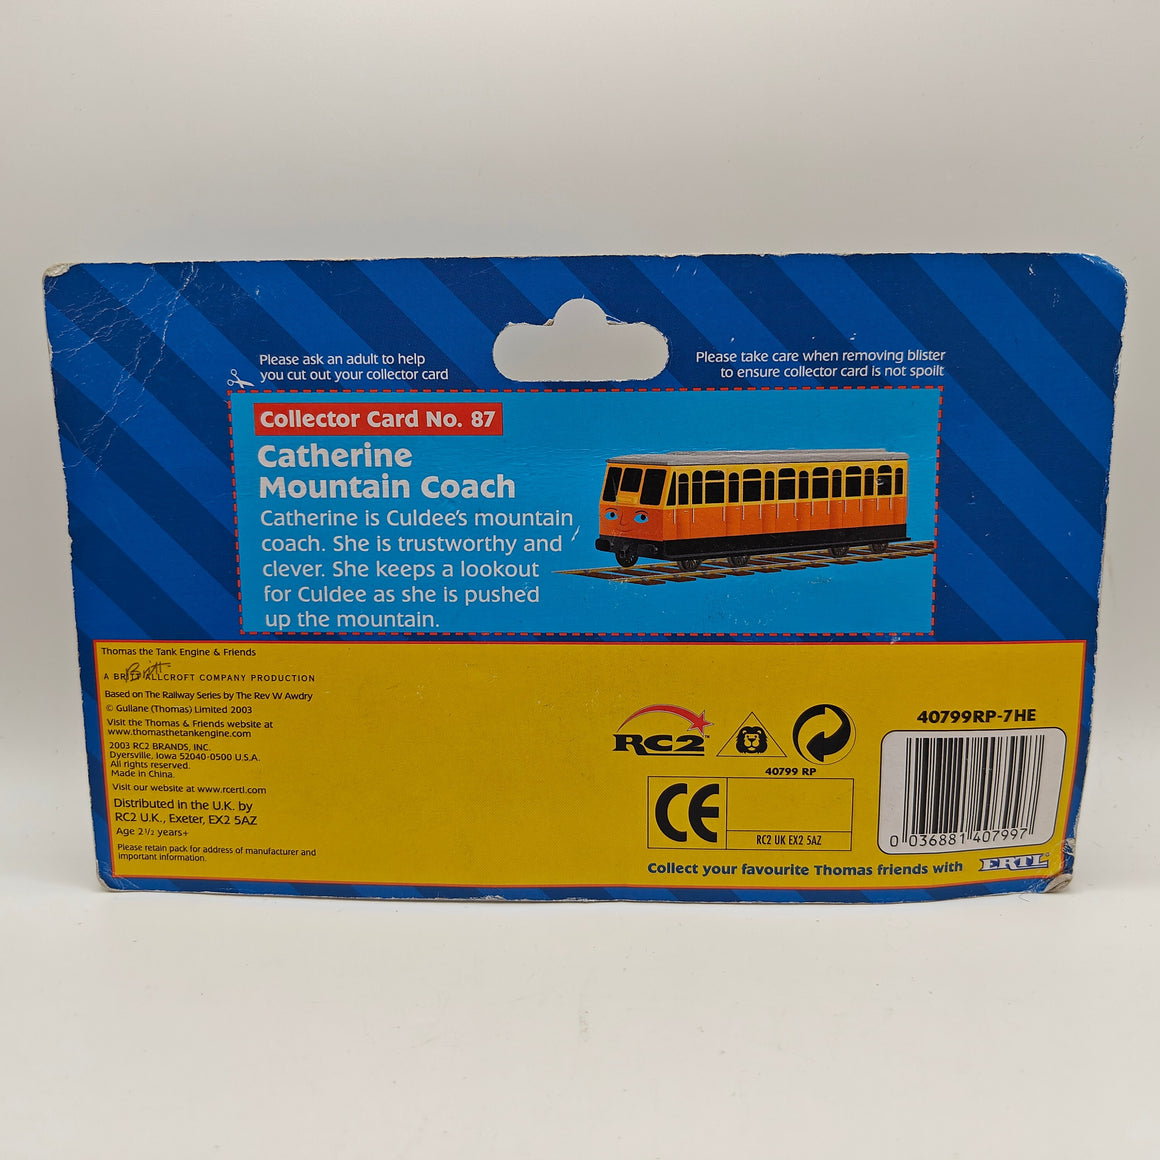 Please ask an adult to help
you cut out your collector card
Please take care when removing blister
to ensure collector card is not spoilt
Collector Card No. 87
Catherine
Mountain Coach
Catherine is Culdee's mountain
coach. She is trustworthy and
clever. She keeps a lookout
for Culdee as she is pushed
up the mountain.
Thomas the Tank Engine & Friends
Britt
A BRITT ALLCROFT COMPANY PRODUCTION
Based on The Railway Series by The Rev W Awdry
© Gullane (Thomas) Limited 2003
Visit the Thomas & Friends website at
www.thomasthetankengine.com
2003 RC2 BRANDS, INC.
Dyersville, Iowa 52040-0500 U.S.A.
All rights reserved.
Made in China.
Visit our website at www.rcertl.com
Distributed in the U.K. by
RC2 U.K., Exeter, EX2 5AZ
Age 2½ years+
Please retain pack for address of manufacturer and
important information.
RC2™
40799 RP
CE
RC2 UK EX2 5AZ
40799RP-7HE
0 036881 407997
Collect your favourite Thomas friends with ERTL®